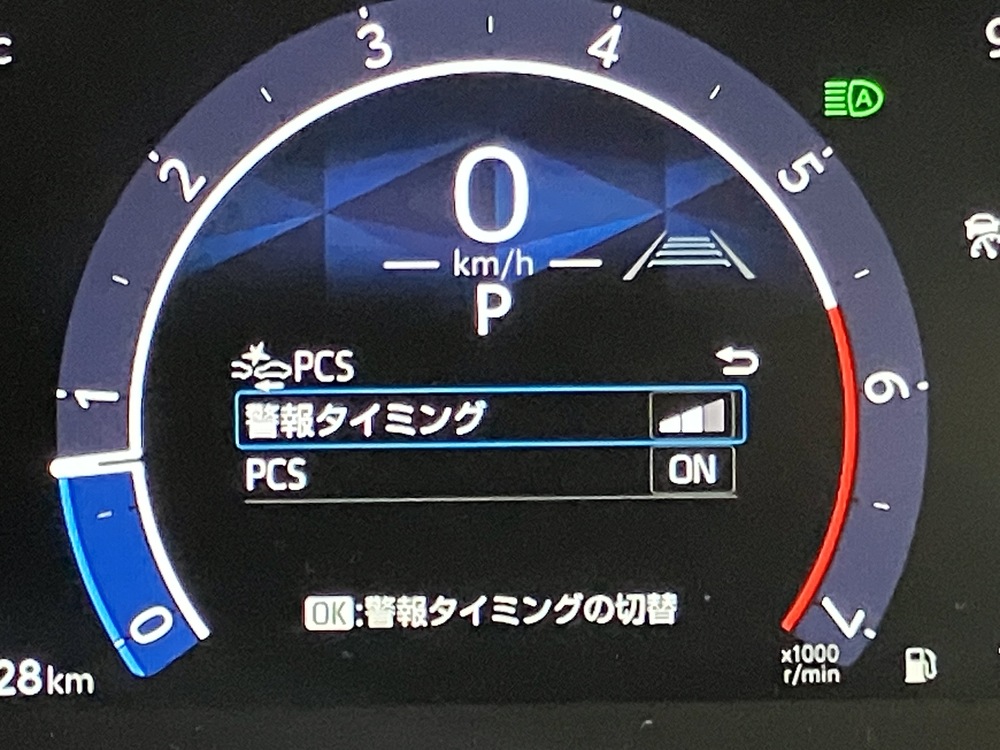 3
4
2
5
1
6
0
7
0
km/h
P
PCS
警報タイミング
PCS ON
OK:警報タイミングの切替
28km
x1000
r/min
A